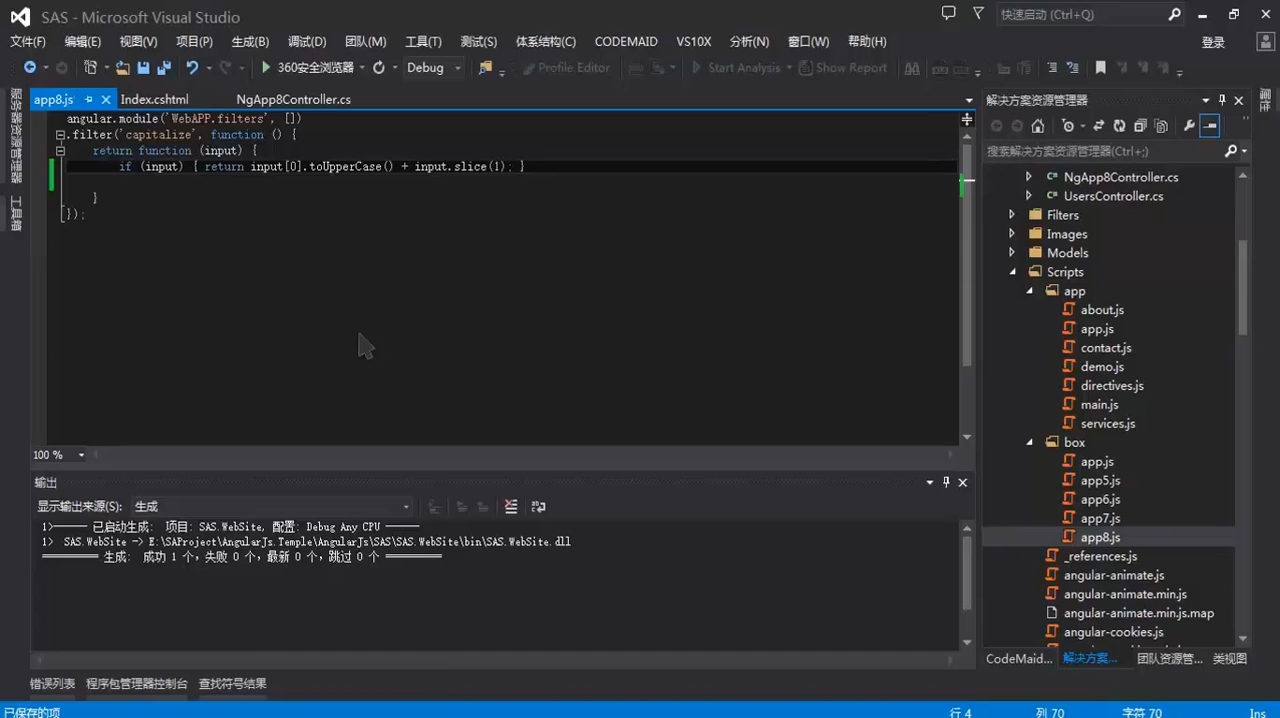 SAS - Microsoft Visual Studio
快速启动 (Ctrl+Q)
文件(F) 编辑(E) 视图(V) 项目(P) 生成(B) 调试(D) 团队(M) 工具(T) 测试(S) 体系结构(C) CODEMAID VS10X 分析(N) 窗口(W) 帮助(H) 登录
360安全浏览器 Debug Profile Editor Start Analysis Show Report
服务器资源管理器
工具箱
app8.js Index.cshtml NgApp8Controller.cs
angular.module('WebAPP.filters', [])
.filter('capitalize', function () {
return function (input) {
if (input) { return input[0].toUpperCase() + input.slice(1); }
}
});
100 %
输出
显示输出来源(S): 生成
1>------ 已启动生成: 项目: SAS.WebSite, 配置: Debug Any CPU ------
1> SAS.WebSite -> E:\SAProject\AngularJs.Temple\AngularJs\SAS\SAS.WebSite\bin\SAS.WebSite.dll
========== 生成: 成功 1 个，失败 0 个，最新 0 个，跳过 0 个 ==========
错误列表 程序包管理器控制台 查找符号结果
解决方案资源管理器
搜索解决方案资源管理器(Ctrl+;)
C# NgApp8Controller.cs
C# UsersController.cs
Filters
Images
Models
Scripts
app
about.js
app.js
contact.js
demo.js
directives.js
main.js
services.js
box
app.js
app5.js
app6.js
app7.js
app8.js
_references.js
angular-animate.js
angular-animate.min.js
angular-animate.min.js.map
angular-cookies.js
CodeMaid... 解决方案... 团队资源管... 类视图
属性
已保存的项 行 4 列 70 字符 70 Ins